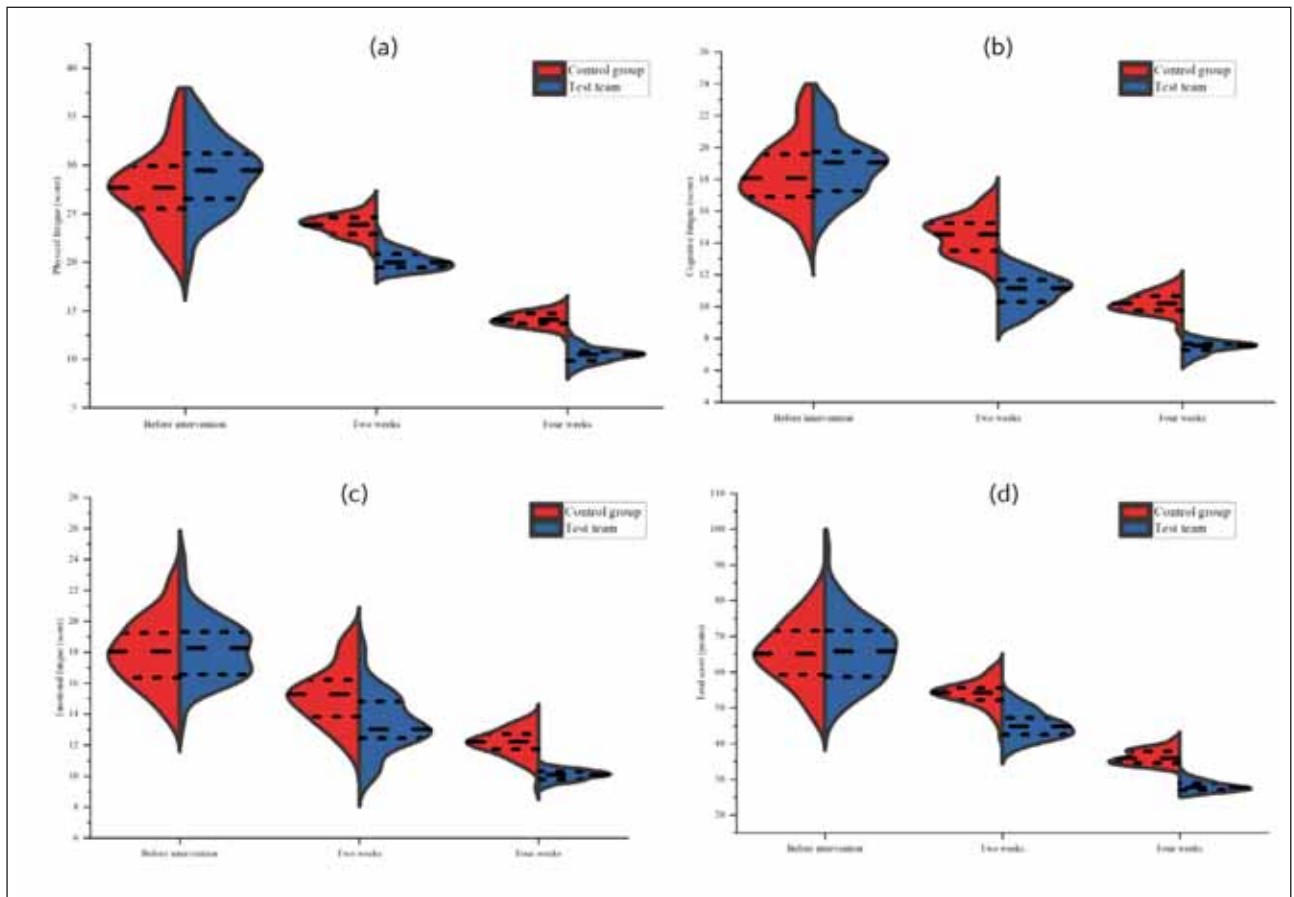 (a)
Control group
Test team
Physical fatigue (score)
40
35
30
25
20
15
10
5
Before intervention
Two weeks
Four weeks
(b)
Control group
Test team
Cognitive fatigue (score)
26
24
22
20
18
16
14
12
10
8
6
4
Before intervention
Two weeks
Four weeks
(c)
Control group
Test team
Emotional fatigue (score)
28
26
24
22
20
18
16
14
12
10
8
6
Before intervention
Two weeks
Four weeks
(d)
Control group
Test team
Total score (points)
110
100
90
80
70
60
50
40
30
20
Before intervention
Two weeks
Four weeks